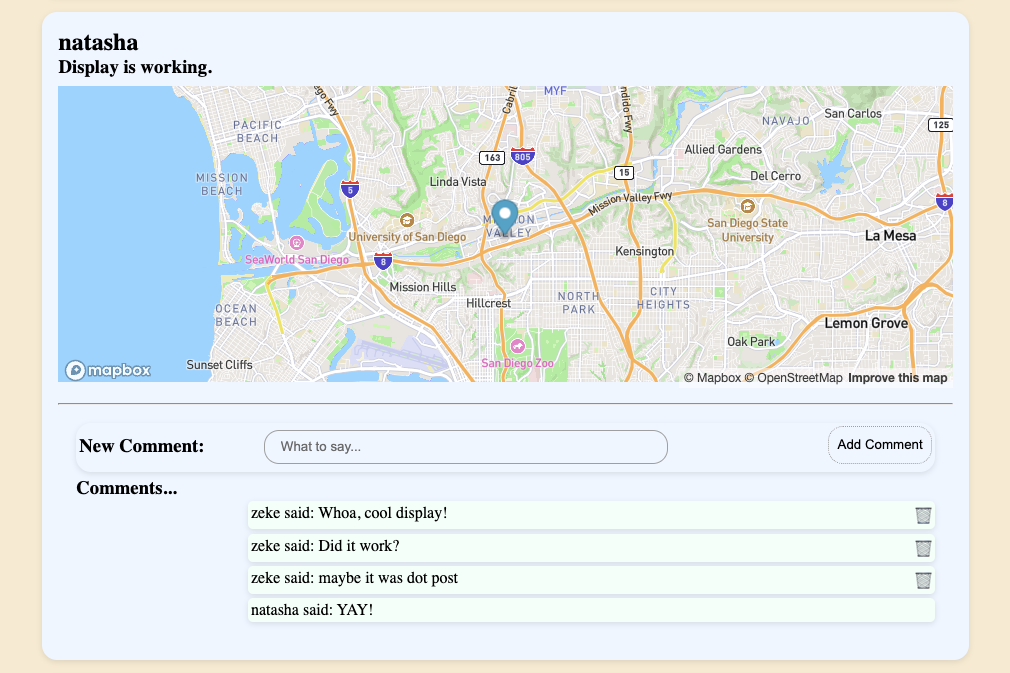 natasha
Display is working.
ego Fwy
Cabril
MYF
ndido Fwy
NAVAJO
San Carlos
125
PACIFIC
BEACH
163
805
Allied Gardens
15
Del Cerro
MISSION
BEACH
Linda Vista
5
Mission Valley Fwy
8
University of San Diego
VALLEY
San Diego State
University
La Mesa
SeaWorld San Diego
8
Kensington
Mission Hills
Hillcrest
NORTH
PARK
CITY
HEIGHTS
OCEAN
BEACH
Lemon Grove
Oak Park
Sunset Cliffs
San Diego Zoo
mapbox
© Mapbox © OpenStreetMap Improve this map
New Comment:
What to say...
Add Comment
Comments...
zeke said: Whoa, cool display!
zeke said: Did it work?
zeke said: maybe it was dot post
natasha said: YAY!